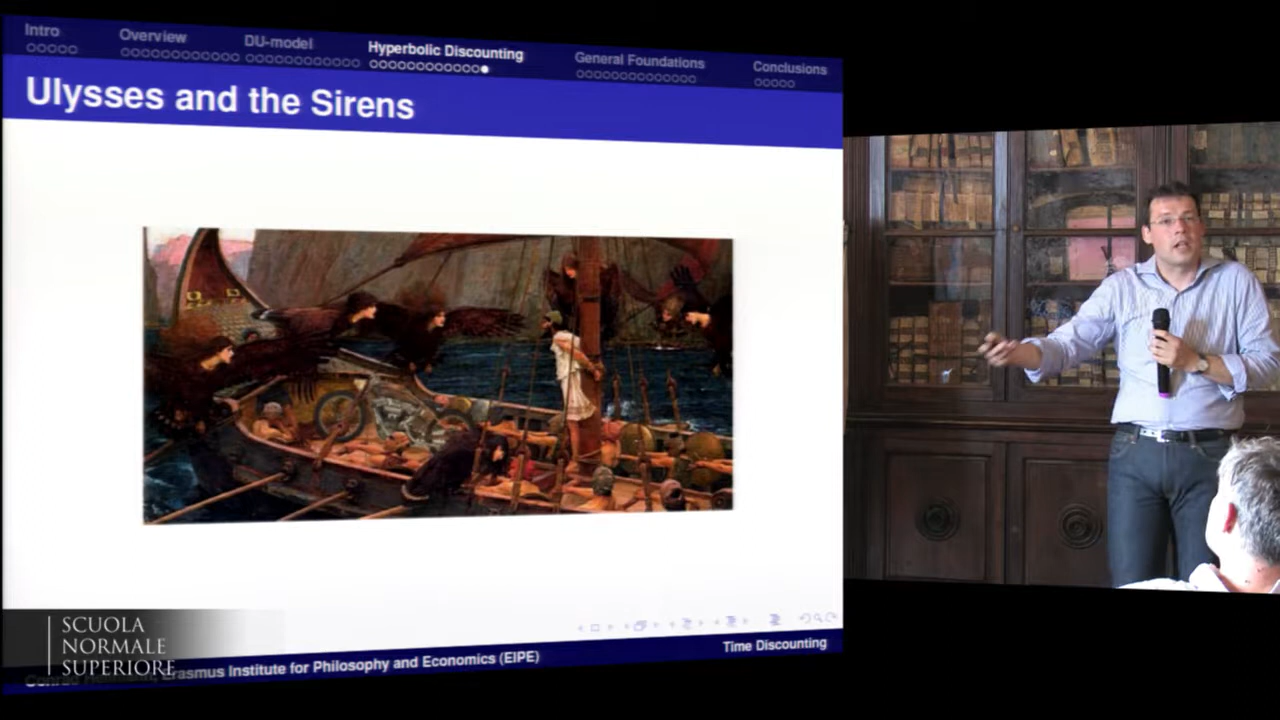 Intro
Overview
DU-model
Hyperbolic Discounting
General Foundations
Conclusions
Ulysses and the Sirens
SCUOLA
NORMALE
SUPERIORE
Erasmus Institute for Philosophy and Economics (EIPE)
Time Discounting